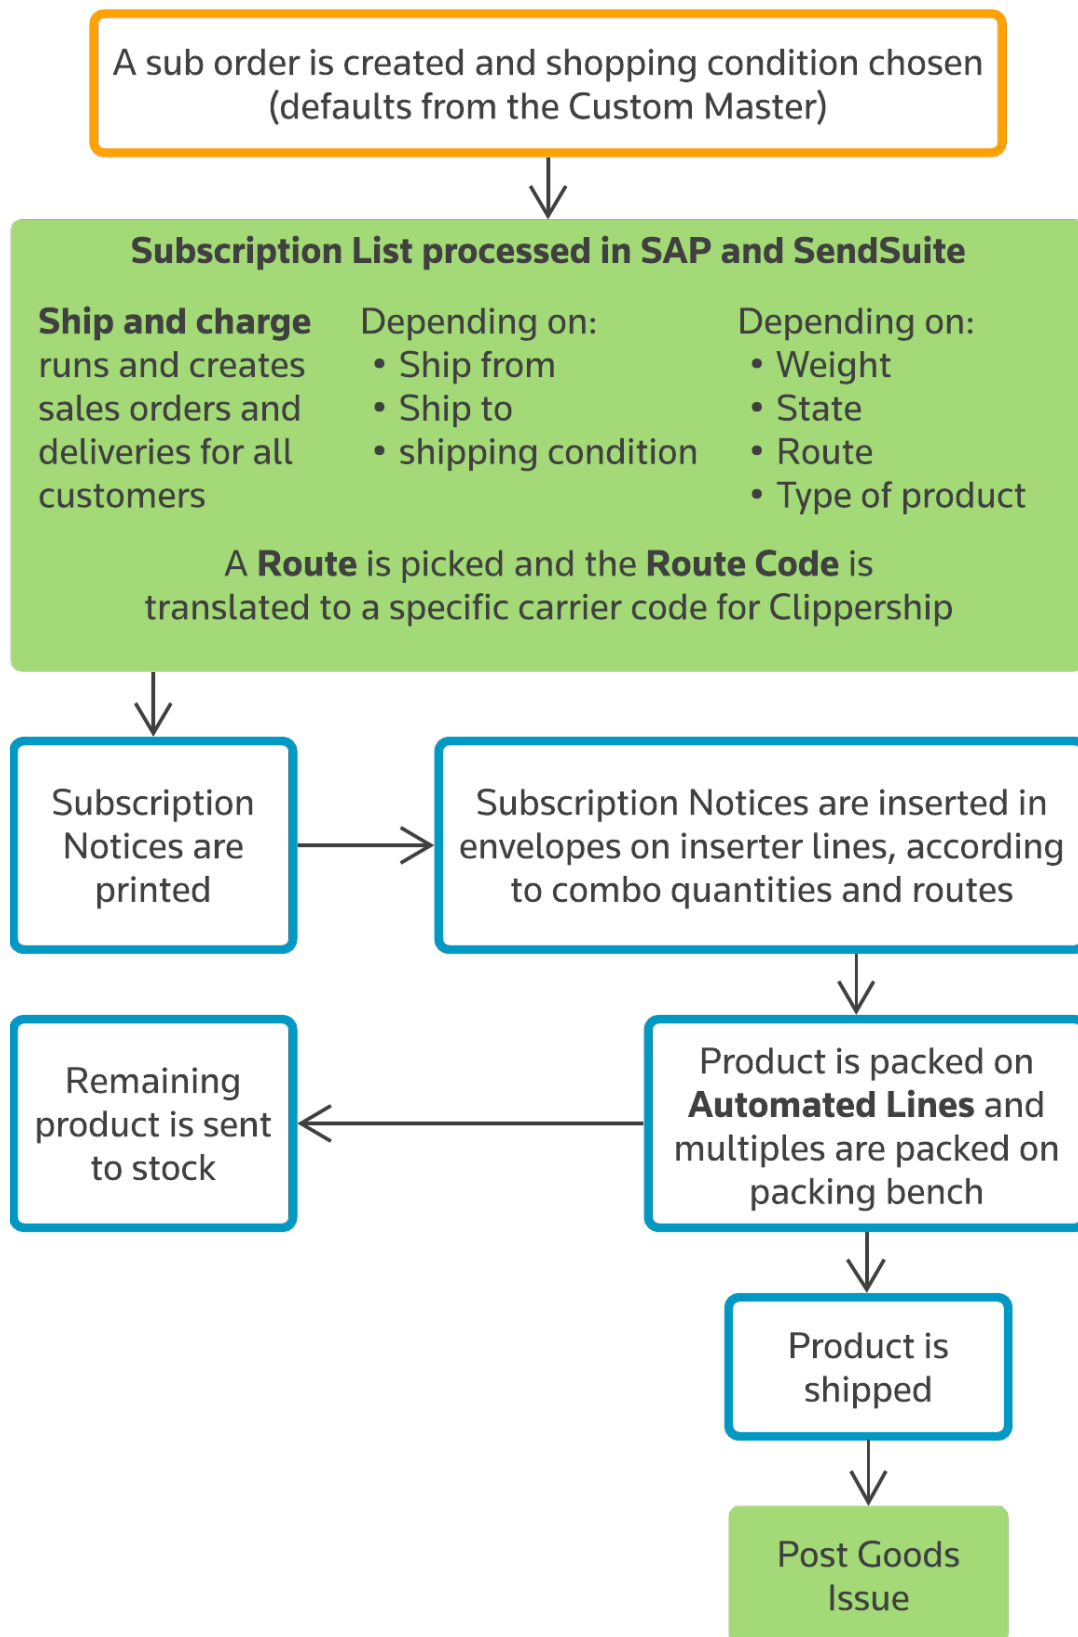 A sub order is created and shopping condition chosen
(defaults from the Custom Master)
Subscription List processed in SAP and SendSuite
Ship and charge
runs and creates
sales orders and
deliveries for all
customers
Depending on:
• Ship from
• Ship to
• shipping condition
Depending on:
• Weight
• State
• Route
• Type of product
A Route is picked and the Route Code is
translated to a specific carrier code for Clippership
Subscription
Notices are
printed
Subscription Notices are inserted in
envelopes on inserter lines, according
to combo quantities and routes
Product is packed on
Automated Lines and
multiples are packed on
packing bench
Remaining
product is sent
to stock
Product is
shipped
Post Goods
Issue